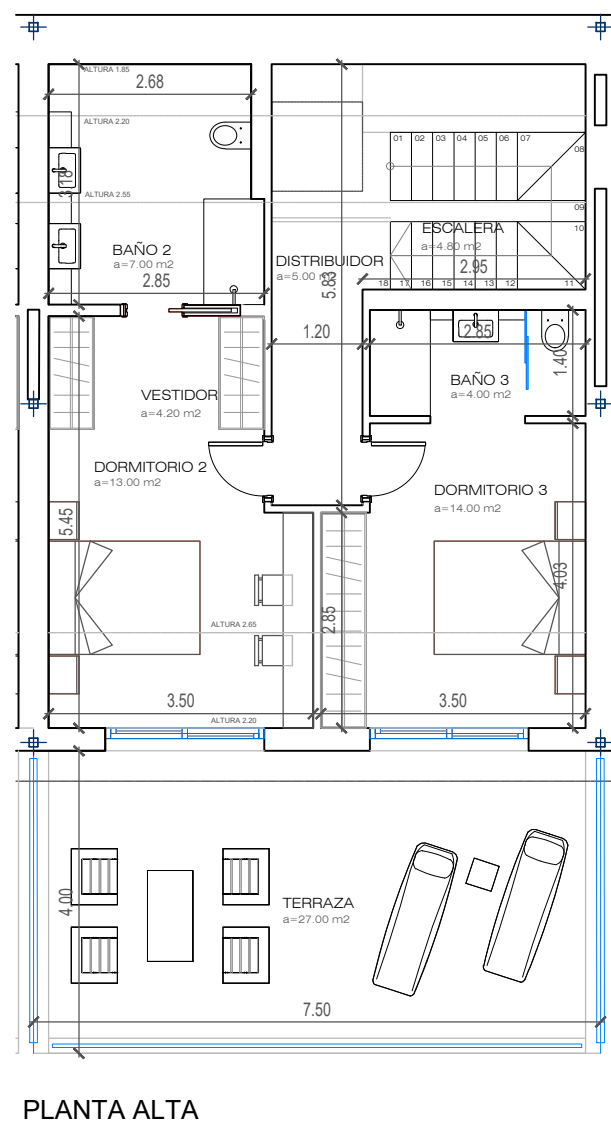 ALTURA 1.85
2.68
ALTURA 2.20
01 02 03 04 05 06 07
08
3.18
ALTURA 2.55
09
10
ESCALERA
a=4.80 m2
BAÑO 2
a=7.00 m2
DISTRIBUIDOR
a=5.00 m2
5.83
2.95
2.85
18 17 16 15 14 13 12 11
1.20
2.85
1.40
BAÑO 3
a=4.00 m2
VESTIDOR
a=4.20 m2
DORMITORIO 2
a=13.00 m2
DORMITORIO 3
a=14.00 m2
5.45
4.03
2.85
ALTURA 2.65
3.50
3.50
ALTURA 2.20
4.00
TERRAZA
a=27.00 m2
7.50
PLANTA ALTA